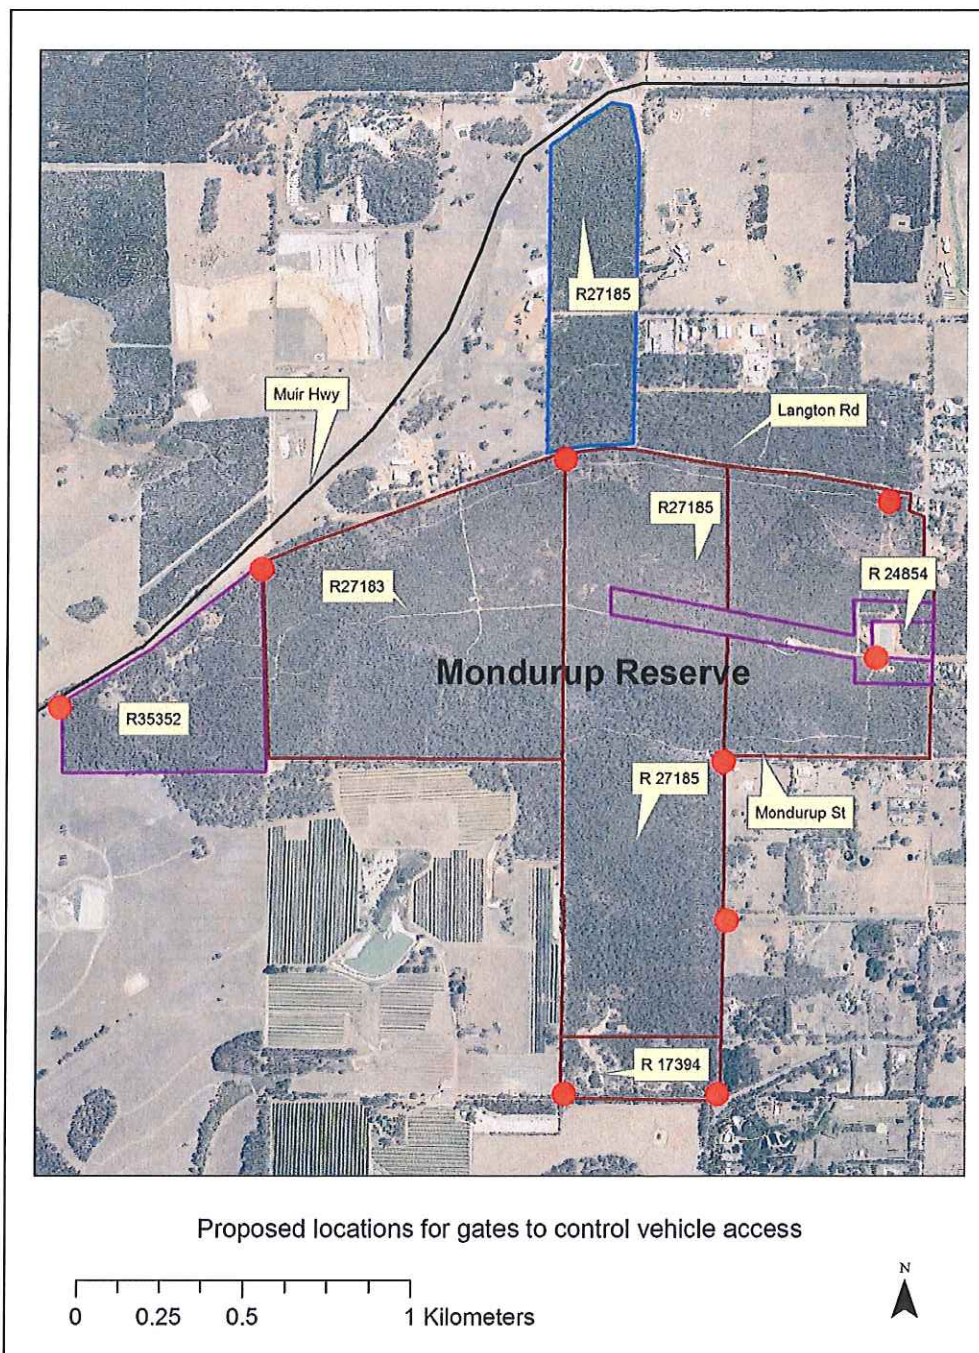 R27185
Muir Hwy
Langton Rd
R27185
R 24854
R27183
Mondurup Reserve
R35352
R 27185
Mondurup St
R 17394
Proposed locations for gates to control vehicle access
N
0 0.25 0.5 1 Kilometers